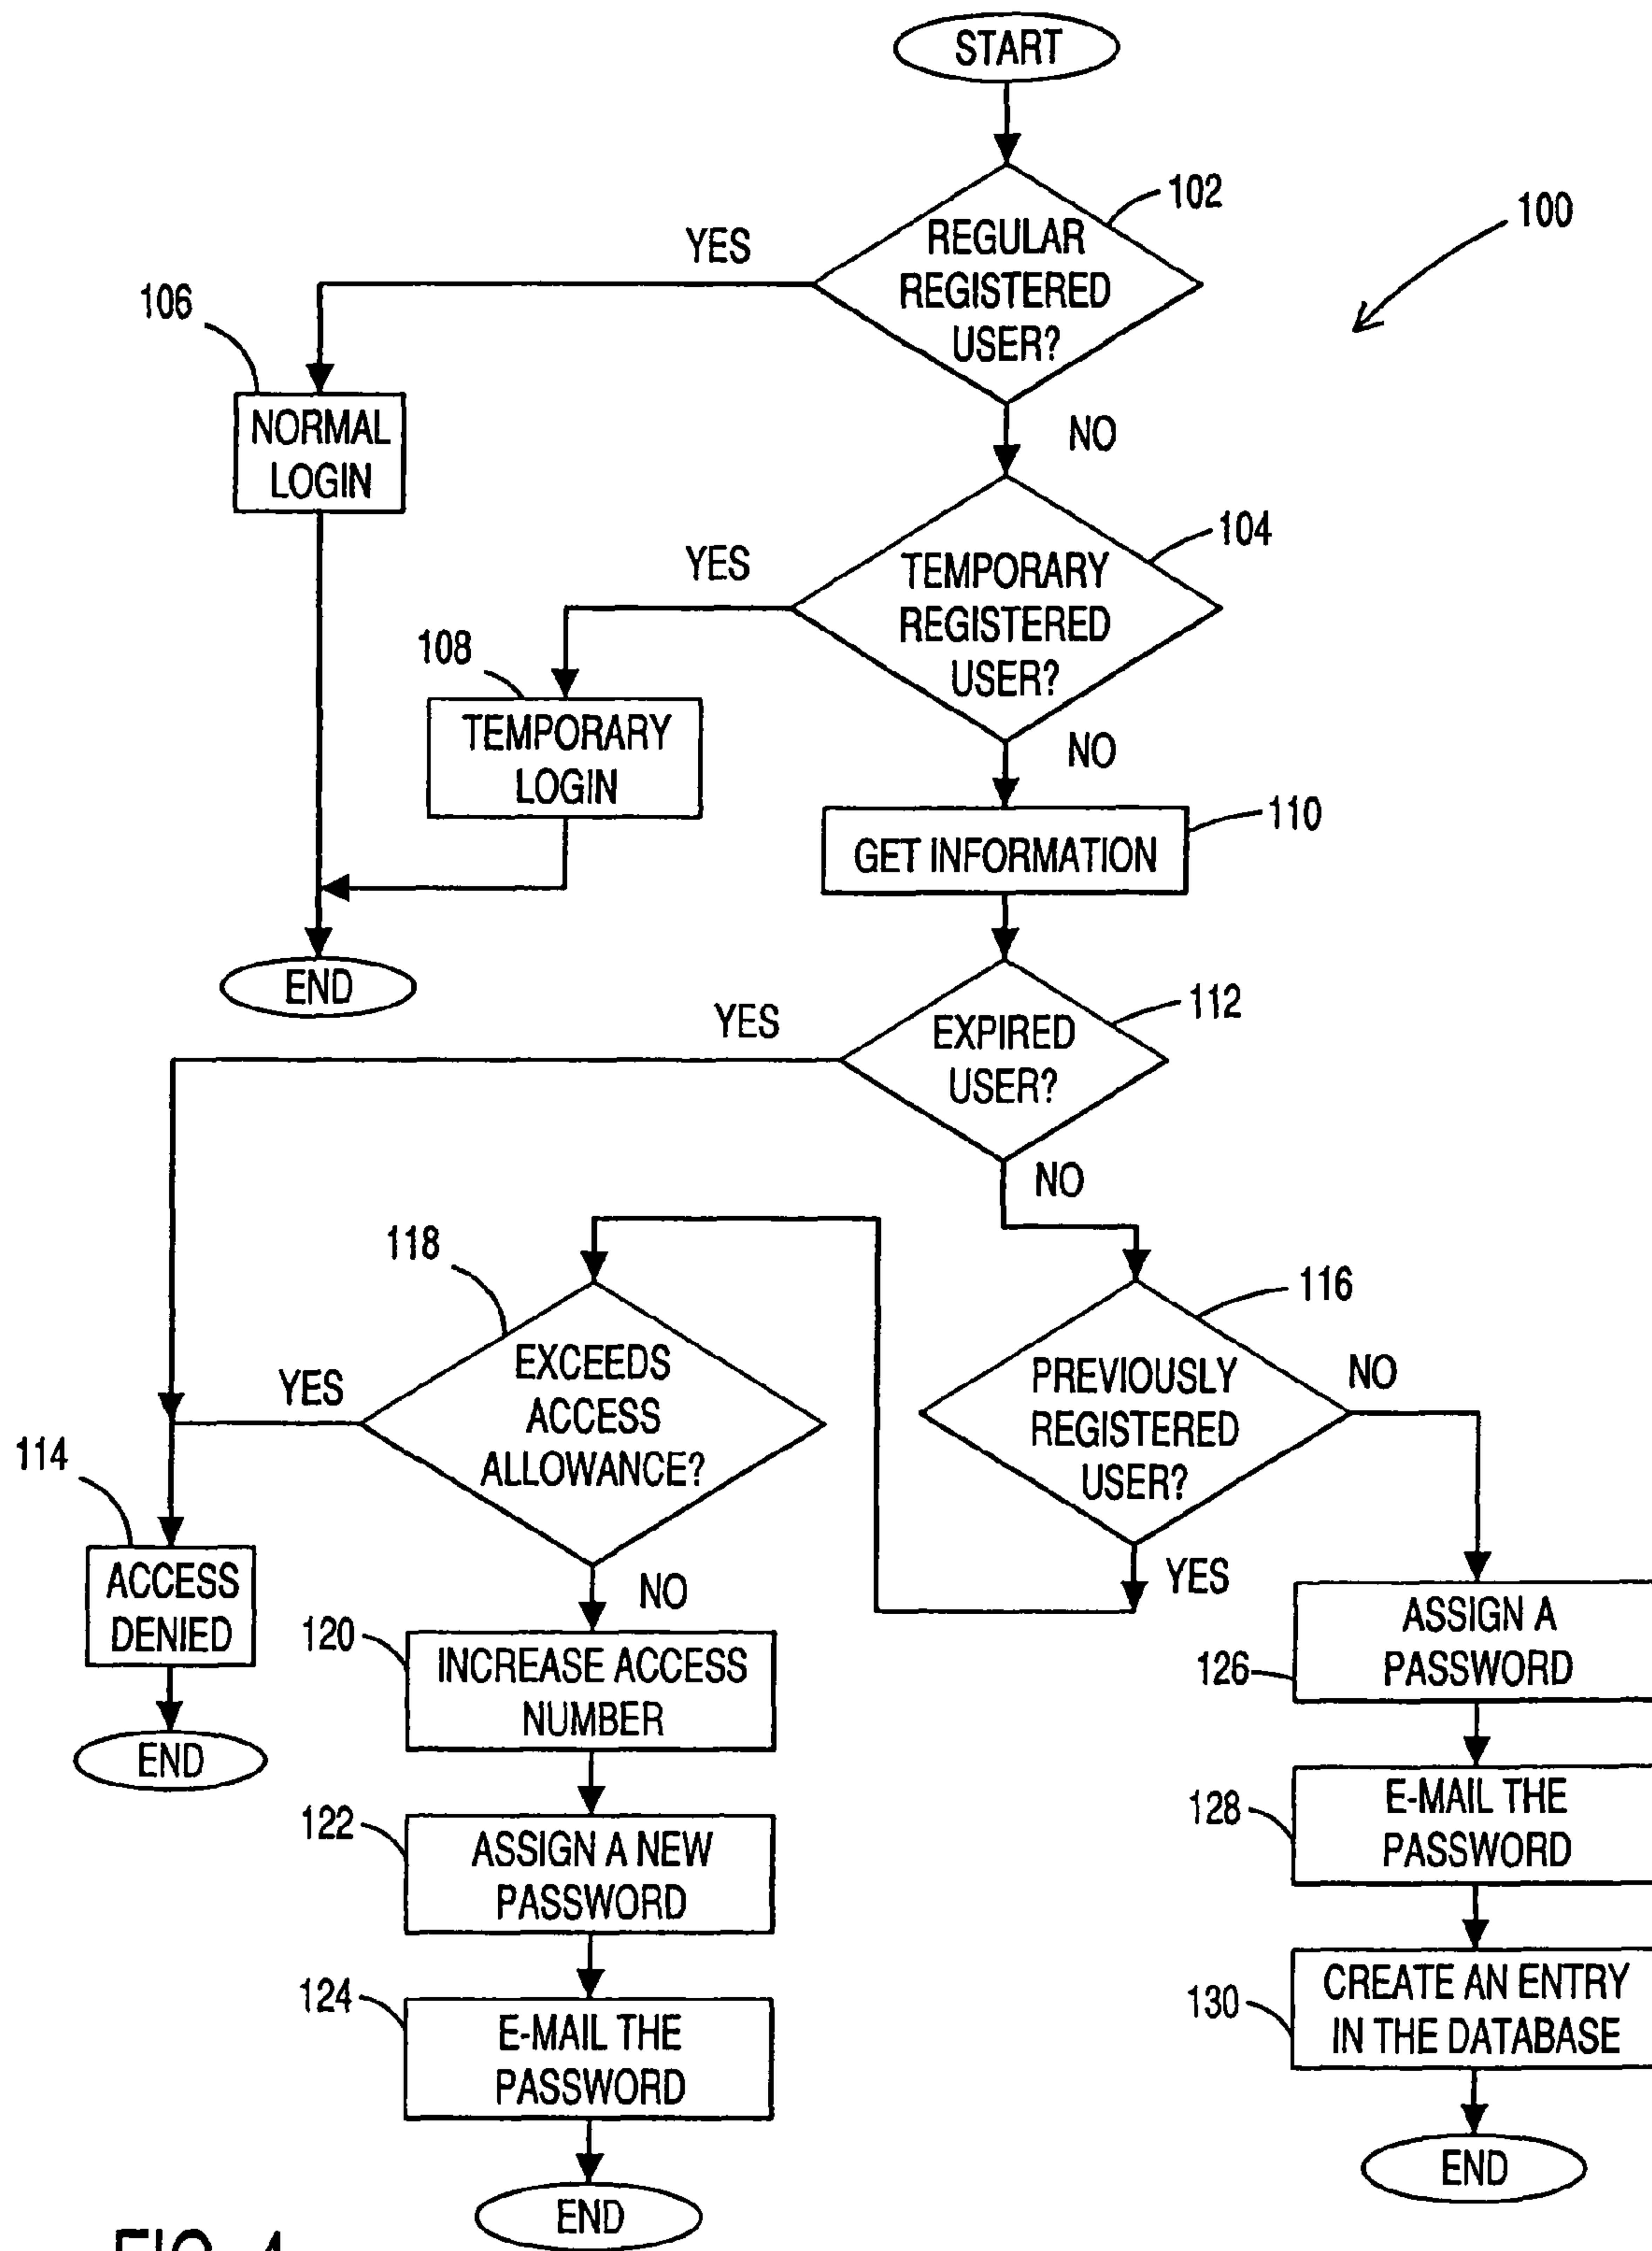 START
102
REGULAR
REGISTERED
USER?
100
YES
106
NORMAL
LOGIN
NO
104
TEMPORARY
REGISTERED
USER?
YES
108
TEMPORARY
LOGIN
NO
110
GET INFORMATION
END
112
EXPIRED
USER?
YES
NO
118
EXCEEDS
ACCESS
ALLOWANCE?
YES
116
PREVIOUSLY
REGISTERED
USER?
NO
114
ACCESS
DENIED
END
NO
YES
120
INCREASE ACCESS
NUMBER
122
ASSIGN A NEW
PASSWORD
124
E-MAIL THE
PASSWORD
END
126
ASSIGN A
PASSWORD
128
E-MAIL THE
PASSWORD
130
CREATE AN ENTRY
IN THE DATABASE
END